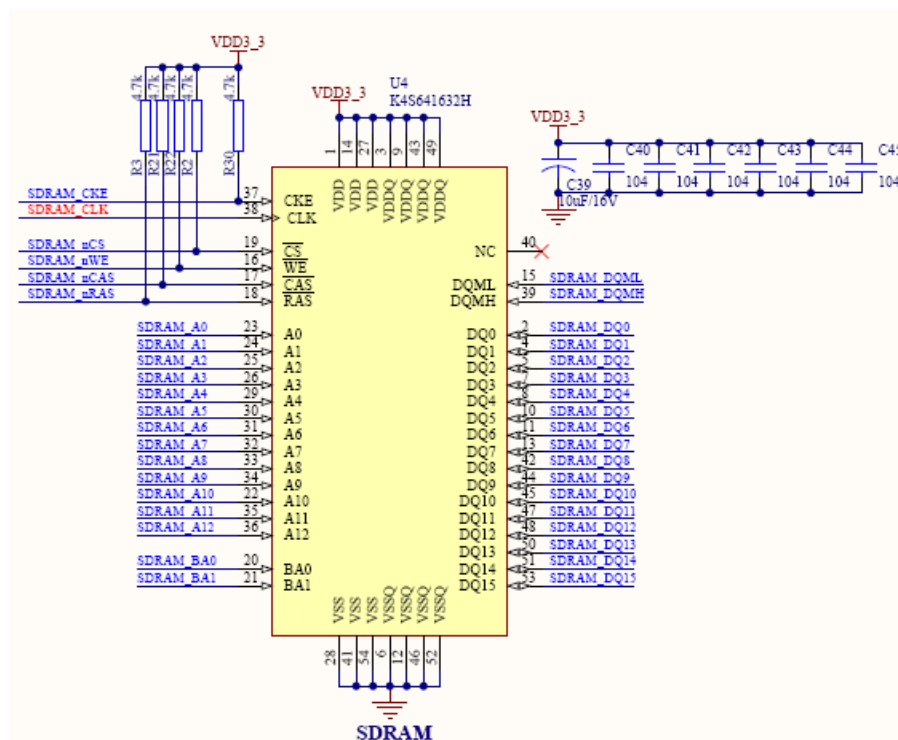 VDD3_3
4.7k 4.7k 4.7k 4.7k 4.7k
R3 R21 R22 R2 R30
VDD3_3
U4
K4S641632H
1 14 27 3 9 43 49
VDD VDD VDD VDDQ VDDQ VDDQ VDDQ
VDD3_3
C39
10uF/16V
C40 C41 C42 C43 C44 C45
104 104 104 104 104 104
SDRAM_CKE 37 CKE
SDRAM_CLK 38 CLK
SDRAM_nCS 19 CS
SDRAM_nWE 16 WE
SDRAM_nCAS 17 CAS
SDRAM_nRAS 18 RAS
NC 40
DQML 15 SDRAM_DQML
DQMH 39 SDRAM_DQMH
SDRAM_A0 23 A0
SDRAM_A1 24 A1
SDRAM_A2 25 A2
SDRAM_A3 26 A3
SDRAM_A4 29 A4
SDRAM_A5 30 A5
SDRAM_A6 31 A6
SDRAM_A7 32 A7
SDRAM_A8 33 A8
SDRAM_A9 34 A9
SDRAM_A10 22 A10
SDRAM_A11 35 A11
SDRAM_A12 36 A12
SDRAM_BA0 20 BA0
SDRAM_BA1 21 BA1
DQ0 2 SDRAM_DQ0
DQ1 4 SDRAM_DQ1
DQ2 5 SDRAM_DQ2
DQ3 7 SDRAM_DQ3
DQ4 8 SDRAM_DQ4
DQ5 10 SDRAM_DQ5
DQ6 11 SDRAM_DQ6
DQ7 13 SDRAM_DQ7
DQ8 42 SDRAM_DQ8
DQ9 44 SDRAM_DQ9
DQ10 45 SDRAM_DQ10
DQ11 47 SDRAM_DQ11
DQ12 48 SDRAM_DQ12
DQ13 50 SDRAM_DQ13
DQ14 51 SDRAM_DQ14
DQ15 53 SDRAM_DQ15
VSS VSS VSS VSSQ VSSQ VSSQ VSSQ
28 41 54 6 12 46 52
SDRAM